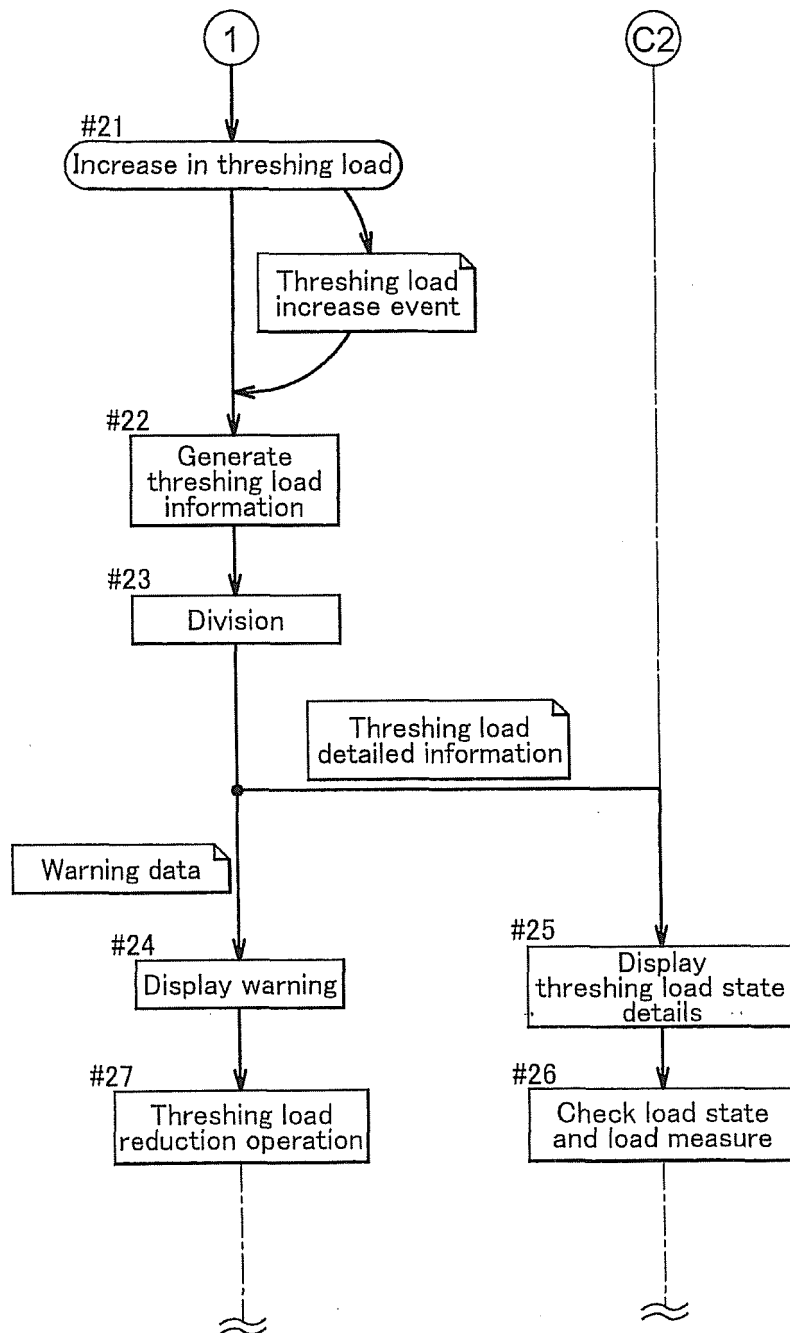 1
C2
#21
Increase in threshing load
Threshing load
increase event
#22
Generate
threshing load
information
#23
Division
Threshing load
detailed information
Warning data
#24
Display warning
#25
Display
threshing load state
details
#27
Threshing load
reduction operation
#26
Check load state
and load measure